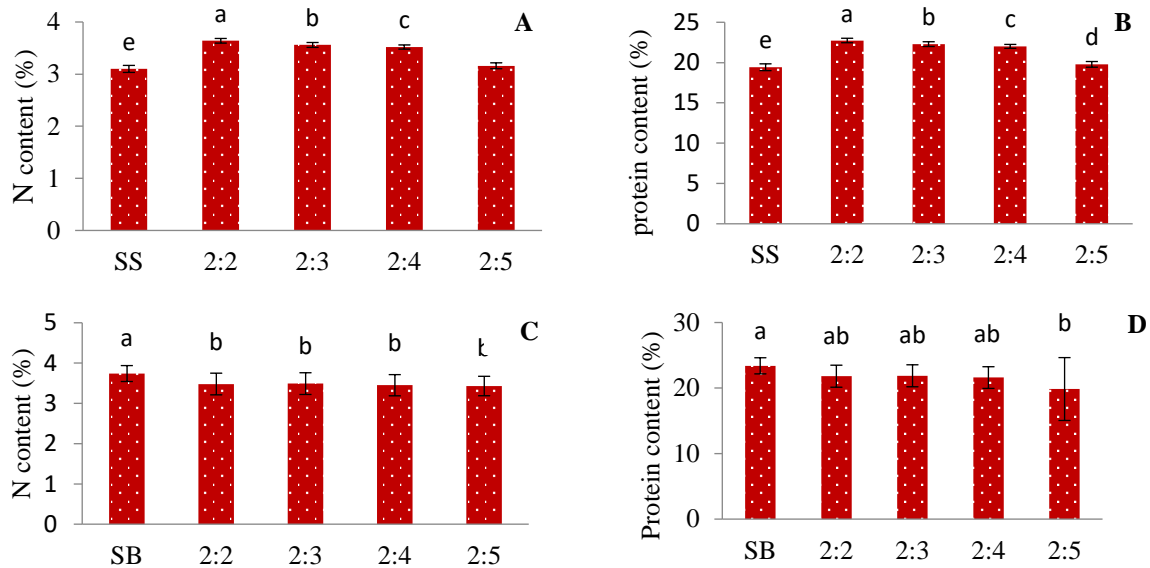 A
N content (%)
4
3
2
1
0
e a b c
SS 2:2 2:3 2:4 2:5
B
protein content (%)
25
20
15
10
5
0
e a b c d
SS 2:2 2:3 2:4 2:5
C
N content (%)
5
4
3
2
1
0
a b b b
SB 2:2 2:3 2:4 2:5
D
Protein content (%)
30
20
10
0
a ab ab ab b
SB 2:2 2:3 2:4 2:5